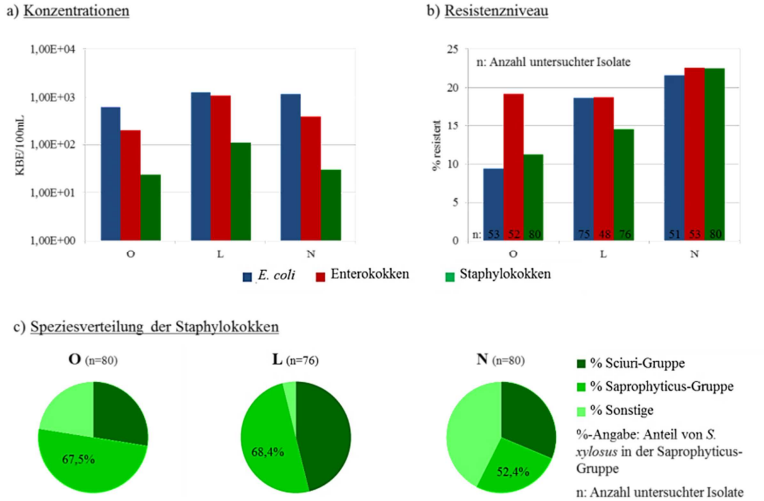 a) Konzentrationen
1,00E+04
1,00E+03
1,00E+02
1,00E+01
1,00E+00
KBE/100mL
O L N
b) Resistenzniveau
n: Anzahl untersuchter Isolate
25
20
15
10
5
0
% resistent
n: 53 52 80 75 48 76 51 53 80
O L N
E. coli Enterokokken Staphylokokken
c) Speziesverteilung der Staphylokokken
O (n=80)
67,5%
L (n=76)
68,4%
N (n=80)
52,4%
% Sciuri-Gruppe
% Saprophyticus-Gruppe
% Sonstige
%-Angabe: Anteil von S.
xylosus in der Saprophyticus-
Gruppe
n: Anzahl untersuchter Isolate